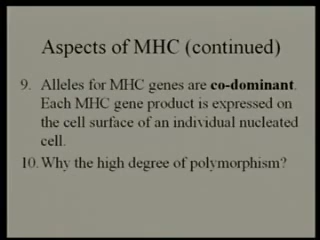 Aspects of MHC (continued)
9. Alleles for MHC genes are co-dominant.
Each MHC gene product is expressed on
the cell surface of an individual nucleated
cell.
10. Why the high degree of polymorphism?